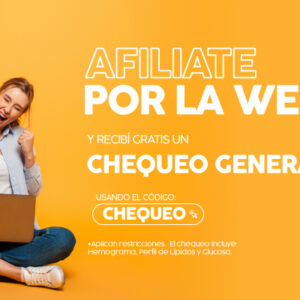 AFILIATE
POR LA WE
Y RECIBÍ GRATIS UN
CHEQUEO GENERA
USANDO EL CÓDIGO:
CHEQUEO
*Aplican restricciones. El chequeo incluye:
Hemograma, Perfil de Lípidos y Glucosa.